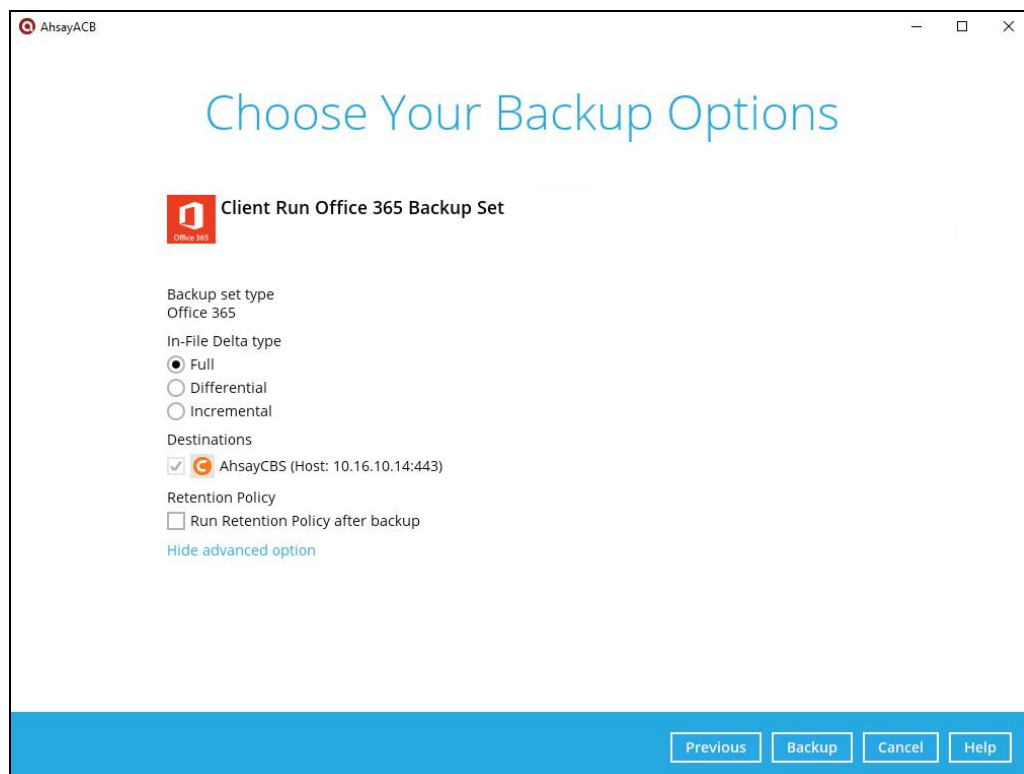 AhsayACB
Choose Your Backup Options
Client Run Office 365 Backup Set
Office 365
Backup set type
Office 365
In-File Delta type
Full
Differential
Incremental
Destinations
AhsayCBS (Host: 10.16.10.14:443)
Retention Policy
Run Retention Policy after backup
Hide advanced option
Previous Backup Cancel Help